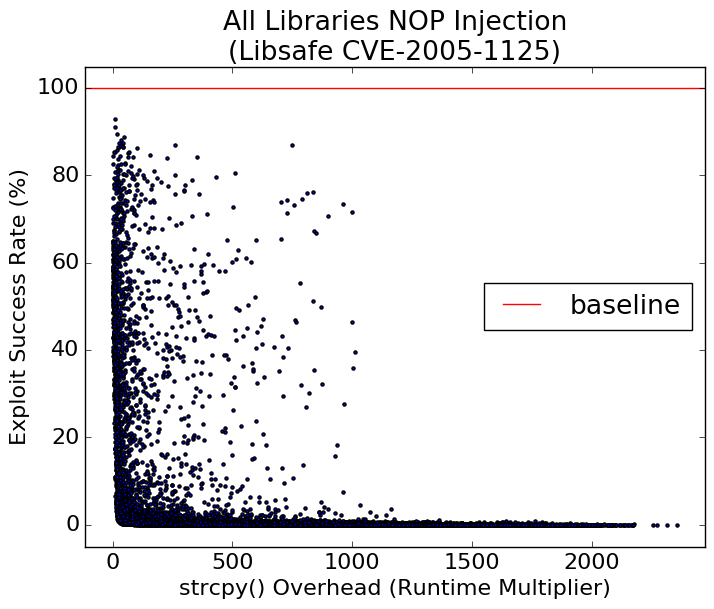 All Libraries NOP Injection
(Libsafe CVE-2005-1125)
Exploit Success Rate (%)
100
80
60
40
20
0
baseline
0 500 1000 1500 2000
strcpy() Overhead (Runtime Multiplier)